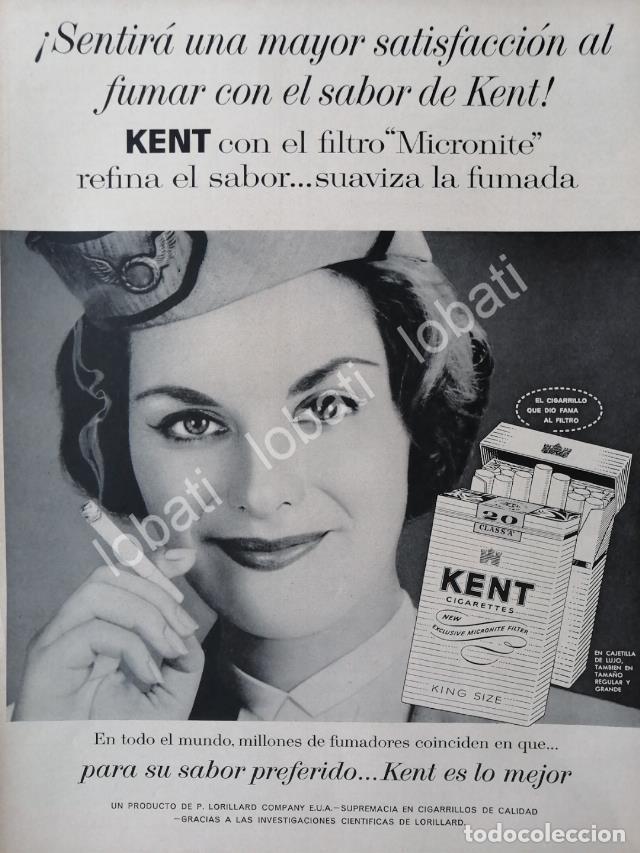 ¡Sentirá una mayor satisfacción al
fumar con el sabor de Kent!
KENT con el filtro “Micronite”
refina el sabor...suaviza la fumada
EL CIGARRILLO
QUE DIO FAMA
AL FILTRO
20
CLASS "A"
KENT
CIGARETTES
NEW
EXCLUSIVE MICRONITE FILTER
KING SIZE
EN CAJETILLA
DE LUJO,
TAMBIEN EN
TAMAÑO
REGULAR Y
GRANDE
lobati lobati lobati lobati
En todo el mundo, millones de fumadores coinciden en que...
para su sabor preferido...Kent es lo mejor
UN PRODUCTO DE P. LORILLARD COMPANY E.U.A.—SUPREMACIA EN CIGARRILLOS DE CALIDAD
—GRACIAS A LAS INVESTIGACIONES CIENTIFICAS DE LORILLARD.
todocoleccion.net